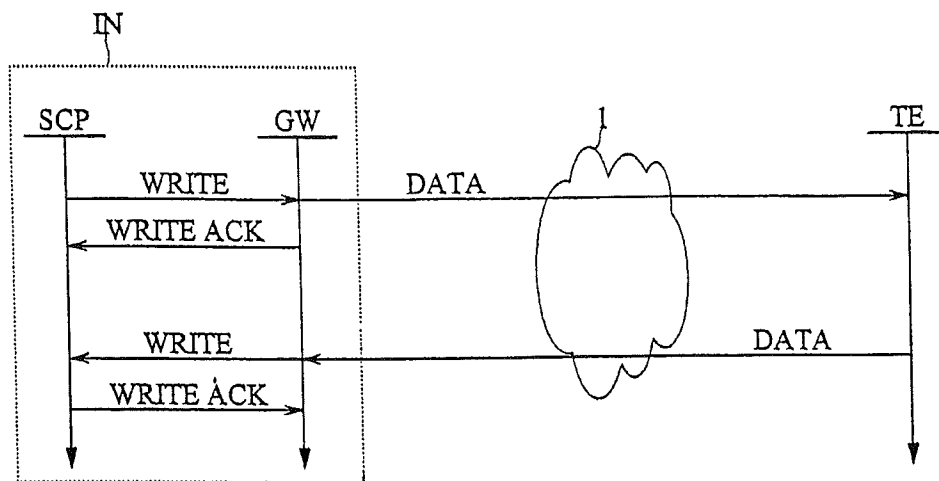 IN
SCP GW 1 TE
WRITE DATA
WRITE ACK
WRITE DATA
WRITE ACK